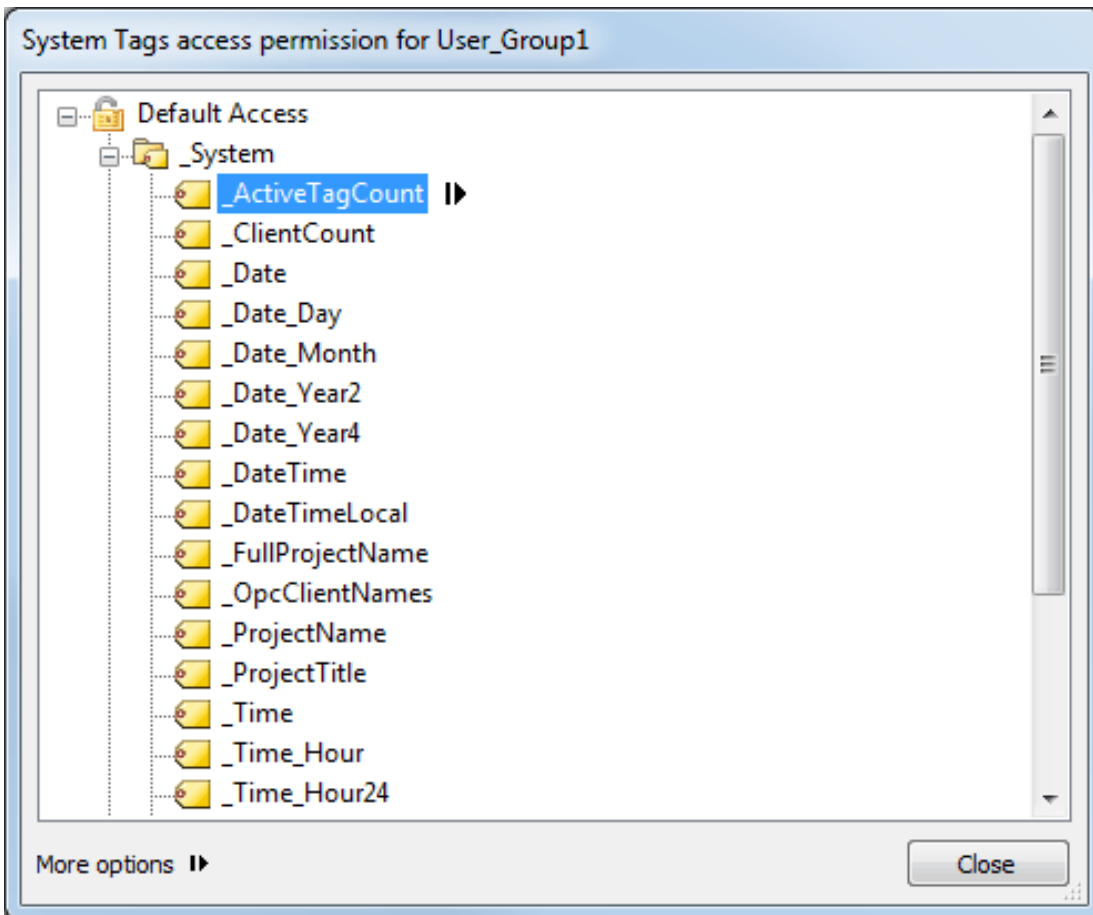 System Tags access permission for User_Group1
Default Access
_System
_ActiveTagCount
_ClientCount
_Date
_Date_Day
_Date_Month
_Date_Year2
_Date_Year4
_DateTime
_DateTimeLocal
_FullProjectName
_OpcClientNames
_ProjectName
_ProjectTitle
_Time
_Time_Hour
_Time_Hour24
More options
Close